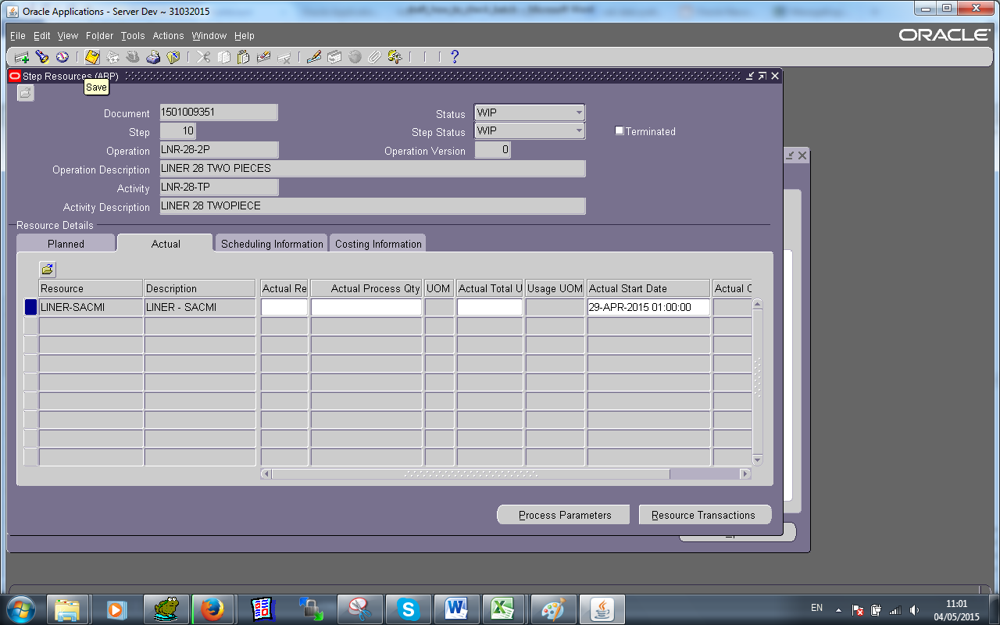 Oracle Applications - Server Dev ~ 31032015
File Edit View Folder Tools Actions Window Help
ORACLE
Step Resources (ARP)
Save
Document 1501009351 Status WIP
Step 10 Step Status WIP Terminated
Operation LNR-28-2P Operation Version 0
Operation Description LINER 28 TWO PIECES
Activity LNR-28-TP
Activity Description LINER 28 TWOPIECE
Resource Details
Planned Actual Scheduling Information Costing Information
Resource Description Actual Re Actual Process Qty UOM Actual Total U Usage UOM Actual Start Date Actual C
LINER-SACMI LINER - SACMI 29-APR-2015 01:00:00
Process Parameters Resource Transactions
EN 11:01
04/05/2015